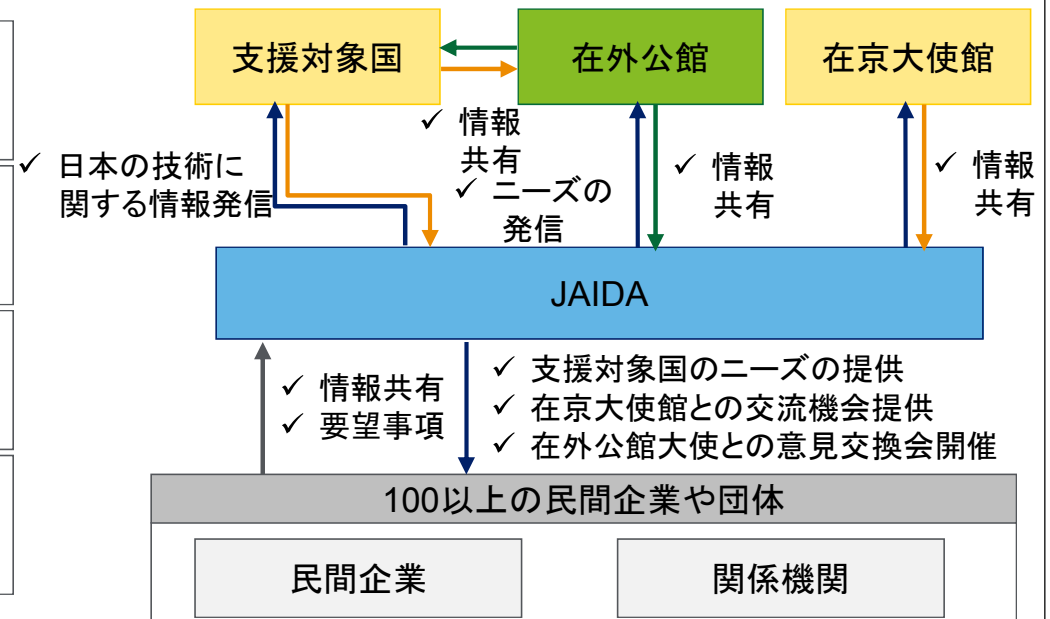 支援対象国
在外公館
在京大使館
✓ 情報
共有
✓ 日本の技術に
関する情報発信
✓ ニーズの
発信
✓ 情報
共有
✓ 情報
共有
JAIDA
✓ 情報共有
✓ 要望事項
✓ 支援対象国のニーズの提供
✓ 在京大使館との交流機会提供
✓ 在外公館大使との意見交換会開催
100以上の民間企業や団体
民間企業
関係機関